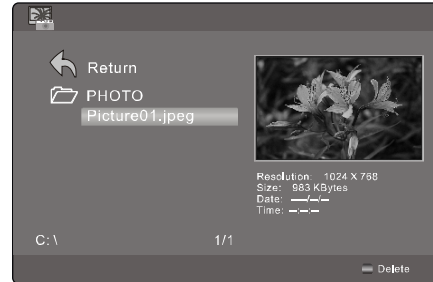 Return
PHOTO
Picture01.jpeg
Resolution: 1024 X 768
Size: 983 KBytes
Date: —/—/—
Time: —:—:—
C:\ 1/1
Delete